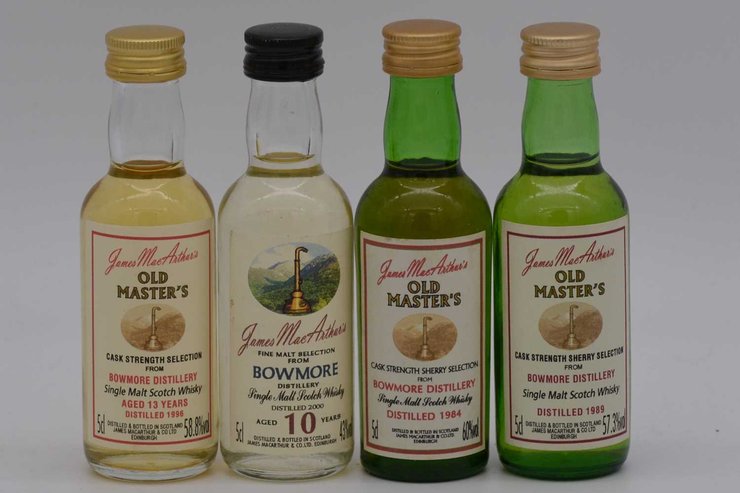 James MacArthur's
OLD
MASTER'S
CASK STRENGTH SELECTION
FROM
BOWMORE DISTILLERY
Single Malt Scotch Whisky
AGED 13 YEARS
DISTILLED 1996
5cl
DISTILLED & BOTTLED IN SCOTLAND
JAMES MACARTHUR & CO LTD
EDINBURGH
58.8%vol
James MacArthur's
FINE MALT SELECTION
FROM
BOWMORE
DISTILLERY
Single Malt Scotch Whisky
DISTILLED 2000
AGED 10 YEARS
5cl
DISTILLED & BOTTLED IN SCOTLAND
JAMES MACARTHUR & CO.LTD.
EDINBURGH
43%vol
James MacArthur's
OLD
MASTER'S
CASK STRENGTH SHERRY SELECTION
FROM
BOWMORE DISTILLERY
Single Malt Scotch Whisky
DISTILLED 1984
5cl
DISTILLED & BOTTLED IN SCOTLAND
JAMES MACARTHUR & CO LTD
EDINBURGH
60%vol
James MacArthur's
OLD
MASTER'S
CASK STRENGTH SHERRY SELECTION
FROM
BOWMORE DISTILLERY
Single Malt Scotch Whisky
DISTILLED 1989
5cl
DISTILLED & BOTTLED IN SCOTLAND
JAMES MACARTHUR & CO LTD
EDINBURGH
57.3%vol